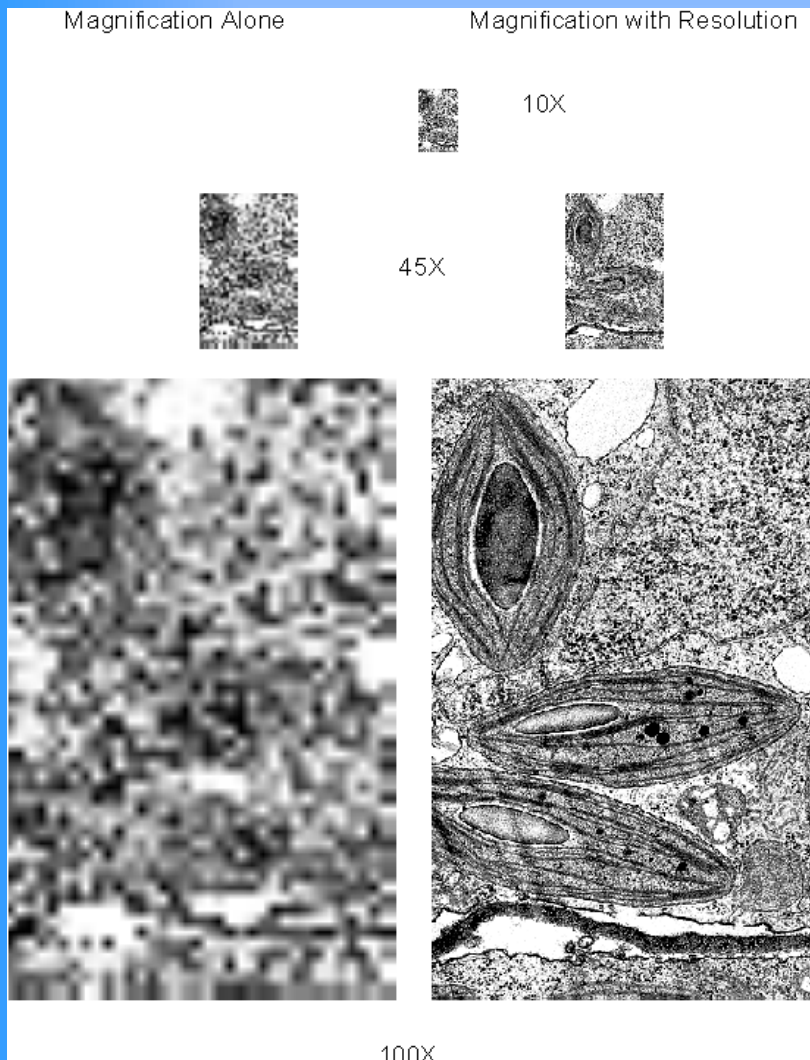 Magnification Alone
Magnification with Resolution
10X
45X
100X